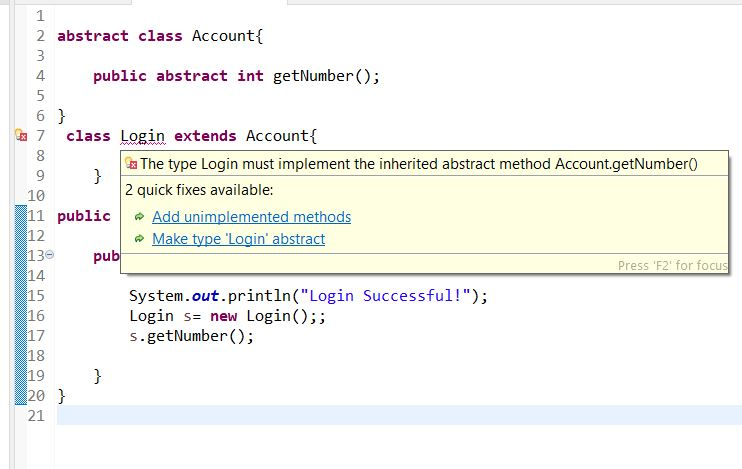 1
2 abstract class Account{
3
4 public abstract int getNumber();
5
6 }
7 class Login extends Account{
8 The type Login must implement the inherited abstract method Account.getNumber()
9 }
2 quick fixes available:
10
11 public
Add unimplemented methods
12
Make type 'Login' abstract
13 pub
Press 'F2' for focus
14
15 System.out.println("Login Successful!");
16 Login s= new Login();;
17 s.getNumber();
18
19 }
20 }
21